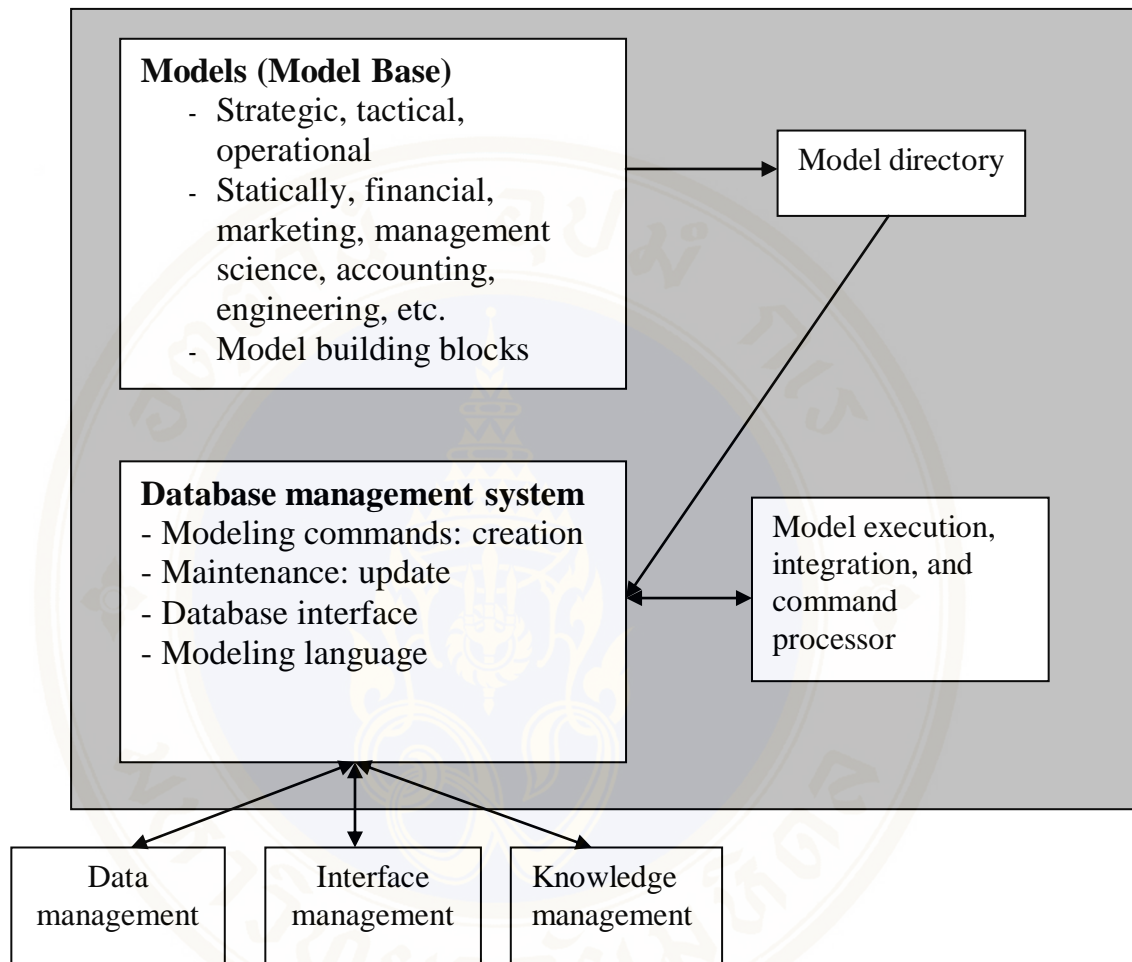 Models (Model Base)
- Strategic, tactical,
operational
- Statically, financial,
marketing, management
science, accounting,
engineering, etc.
- Model building blocks
Model directory
Database management system
- Modeling commands: creation
- Maintenance: update
- Database interface
- Modeling language
Model execution,
integration, and
command
processor
Data
management
Interface
management
Knowledge
management